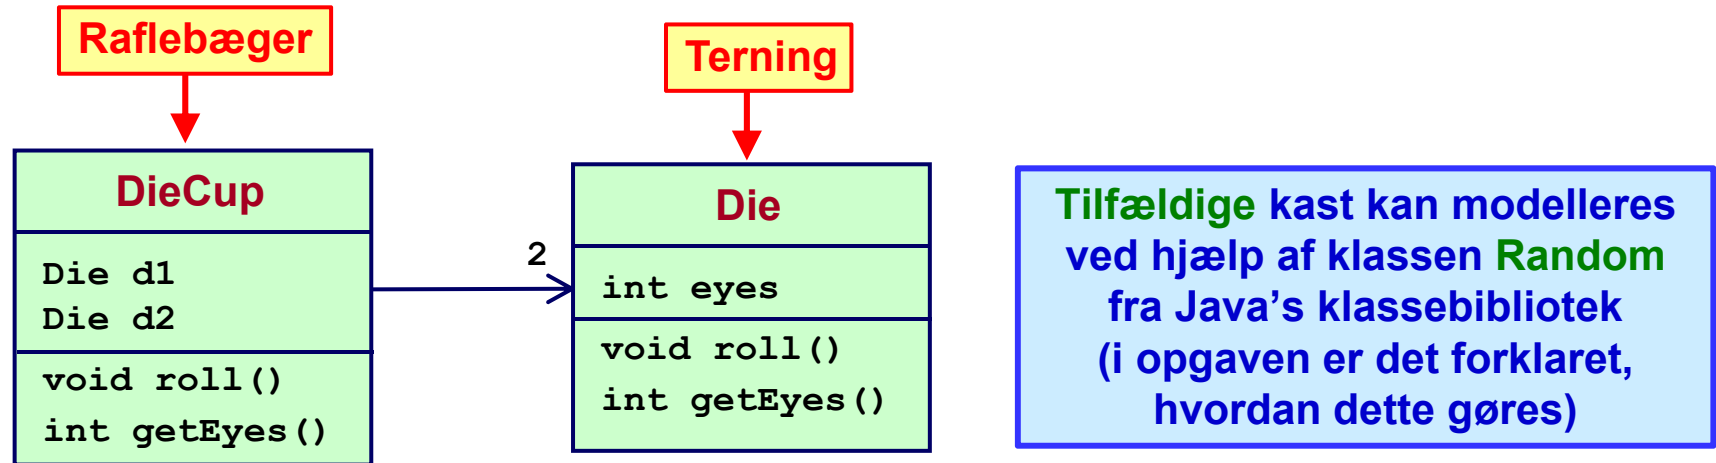 Raflebæger
Terning
DieCup
Die d1
Die d2
void roll()
int getEyes()
2
Die
int eyes
void roll()
int getEyes()
Tilfældige kast kan modelleres
ved hjælp af klassen Random
fra Java’s klassebibliotek
(i opgaven er det forklaret,
hvordan dette gøres)